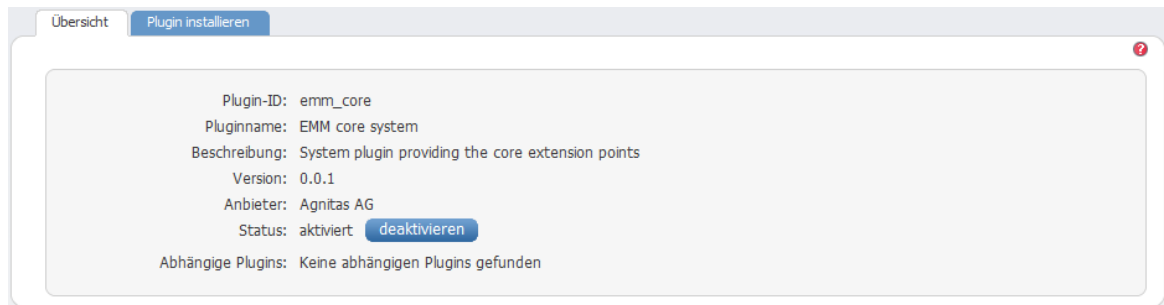 Übersicht Plugin installieren
?
Plugin-ID: emm_core
Pluginname: EMM core system
Beschreibung: System plugin providing the core extension points
Version: 0.0.1
Anbieter: Agnitas AG
Status: aktiviert deaktivieren
Abhängige Plugins: Keine abhängigen Plugins gefunden